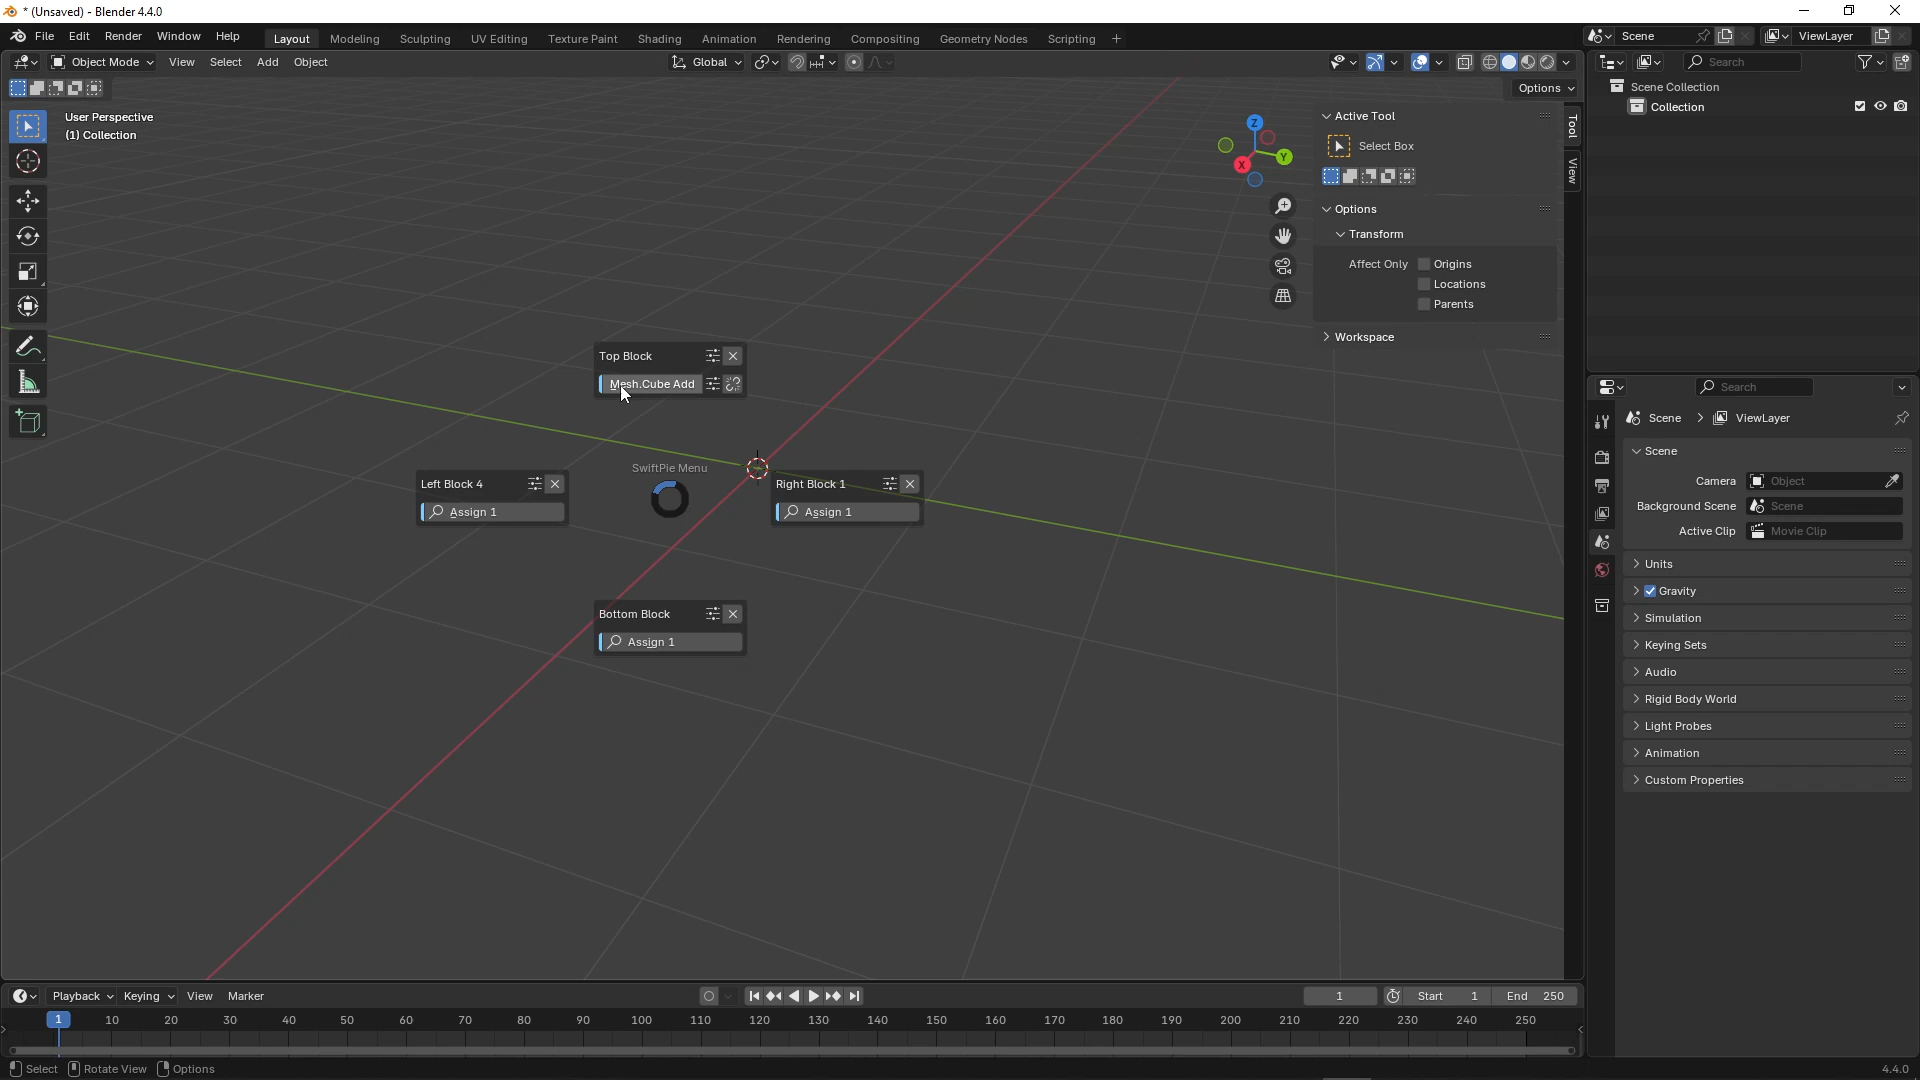 * (Unsaved) - Blender 4.4.0
File Edit Render Window Help Layout Modeling Sculpting UV Editing Texture Paint Shading Animation Rendering Compositing Geometry Nodes Scripting + Scene ViewLayer
Object Mode View Select Add Object Global Search
Options
Scene Collection
Collection
User Perspective
(1) Collection
Z
Y
X
Active Tool
Select Box
Options
Transform
Affect Only Origins
Locations
Parents
Workspace
Tool
View
Top Block
Mesh.Cube Add
SwiftPie Menu
Left Block 4
Assign 1
Right Block 1
Assign 1
Bottom Block
Assign 1
Search
Scene ViewLayer
Scene
Camera Object
Background Scene Scene
Active Clip Movie Clip
Units
Gravity
Simulation
Keying Sets
Audio
Rigid Body World
Light Probes
Animation
Custom Properties
Playback Keying View Marker 1 Start 1 End 250
1 10 20 30 40 50 60 70 80 90 100 110 120 130 140 150 160 170 180 190 200 210 220 230 240 250
Select Rotate View Options 4.4.0